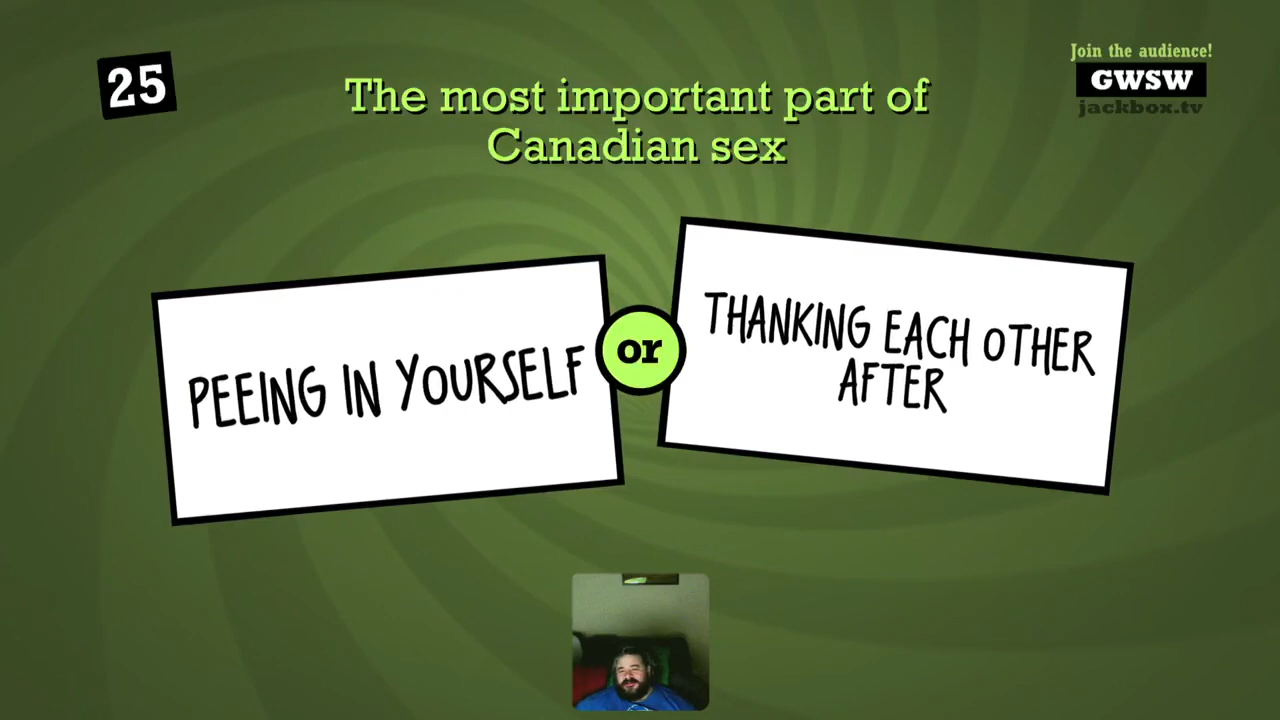 25
The most important part of
Canadian sex
Join the audience!
GWSW
jackbox.tv
PEEING IN YOURSELF
or
THANKING EACH OTHER
AFTER